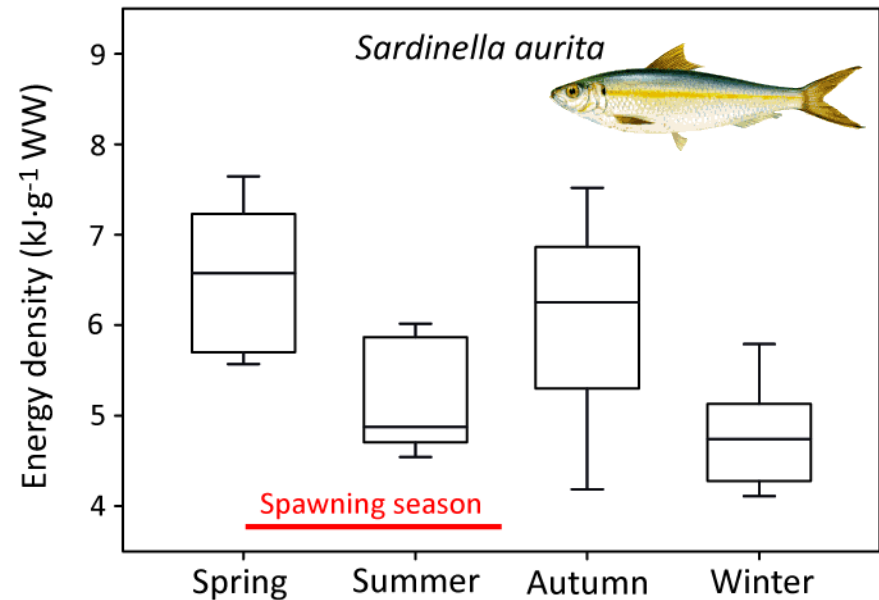 Sardinella aurita
Energy density (kJ·g⁻¹ WW)
9
8
7
6
5
4
Spawning season
Spring Summer Autumn Winter